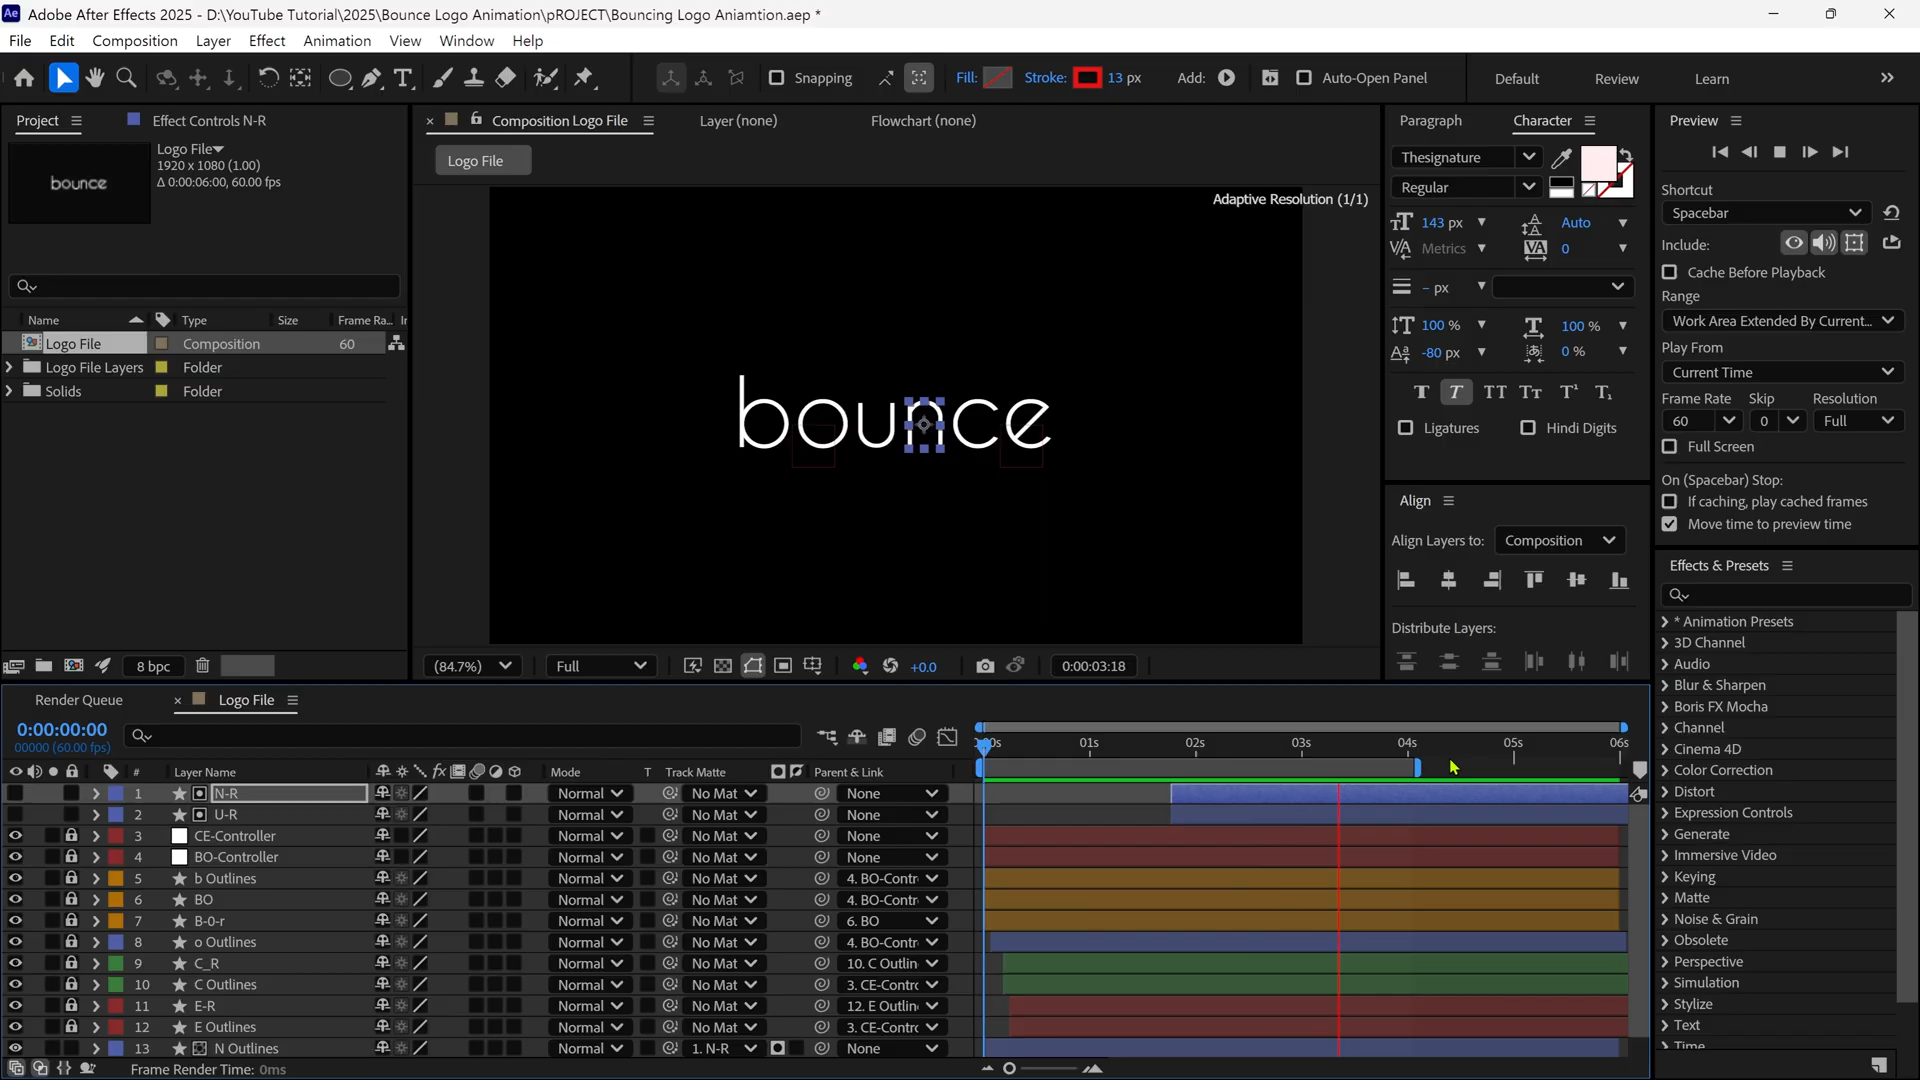 Adobe After Effects 2025 - D:\YouTube Tutorial\2025\Bounce Logo Animation\pROJECT\Bouncing Logo Aniamtion.aep *
File Edit Composition Layer Effect Animation View Window Help
Snapping Fill: Stroke: 13 px Add: Auto-Open Panel Default Review Learn
Project Effect Controls N-R
Logo File
1920 x 1080 (1.00)
Δ 0:00:06:00, 60.00 fps
bounce
Name Type Size Frame Ra..
Logo File Composition 60
Logo File Layers Folder
Solids Folder
8 bpc
Composition Logo File Layer (none) Flowchart (none)
Logo File
Adaptive Resolution (1/1)
bounce
(84.7%) Full +0.0 0:00:03:18
Paragraph Character
Thesignature
Regular
143 px Auto
Metrics 0
– px
100 % 100 %
-80 px 0 %
Ligatures Hindi Digits
Align
Align Layers to: Composition
Distribute Layers:
Preview
Shortcut
Spacebar
Include:
Cache Before Playback
Range
Work Area Extended By Current...
Play From
Current Time
Frame Rate Skip Resolution
60 0 Full
Full Screen
On (Spacebar) Stop:
If caching, play cached frames
Move time to preview time
Effects & Presets
* Animation Presets
3D Channel
Audio
Blur & Sharpen
Boris FX Mocha
Channel
Cinema 4D
Color Correction
Distort
Expression Controls
Generate
Immersive Video
Keying
Matte
Noise & Grain
Obsolete
Perspective
Simulation
Stylize
Text
Time
Render Queue Logo File
0:00:00:00
00000 (60.00 fps)
:00s 01s 02s 03s 04s 05s 06s
# Layer Name Mode T Track Matte Parent & Link
1 N-R Normal No Mat None
2 U-R Normal No Mat None
3 CE-Controller Normal No Mat None
4 BO-Controller Normal No Mat None
5 b Outlines Normal No Mat 4. BO-Contr
6 BO Normal No Mat 4. BO-Contr
7 B-0-r Normal No Mat 6. BO
8 o Outlines Normal No Mat 4. BO-Contr
9 C_R Normal No Mat 10. C Outlin
10 C Outlines Normal No Mat 3. CE-Contr
11 E-R Normal No Mat 12. E Outlin
12 E Outlines Normal No Mat 3. CE-Contr
13 N Outlines Normal 1. N-R None
Frame Render Time: 0ms